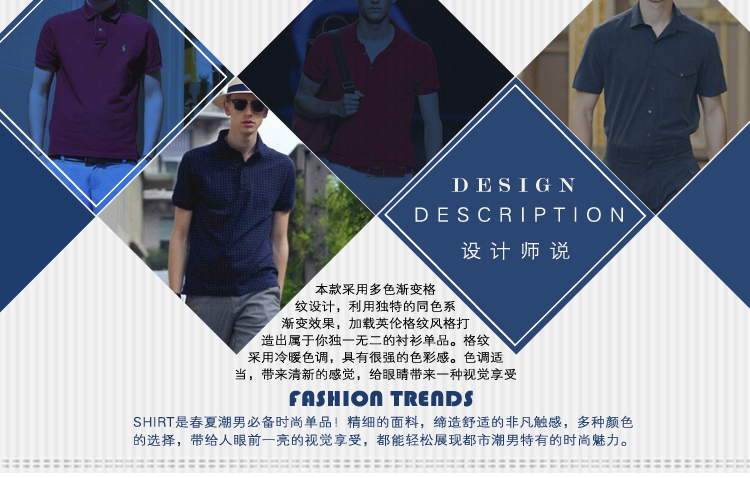 DESIGN
DESCRIPTION
设计师说
本款采用多色渐变格
纹设计，利用独特的同色系
渐变效果，加载英伦格纹风格打
造出属于你独一无二的衬衫单品。格纹
采用冷暖色调，具有很强的色彩感。色调适
当，带来清新的感觉，给眼睛带来一种视觉享受
FASHION TRENDS
SHIRT是春夏潮男必备时尚单品！精细的面料，缔造舒适的非凡触感，多种颜色
的选择，带给人眼前一亮的视觉享受，都能轻松展现都市潮男特有的时尚魅力。